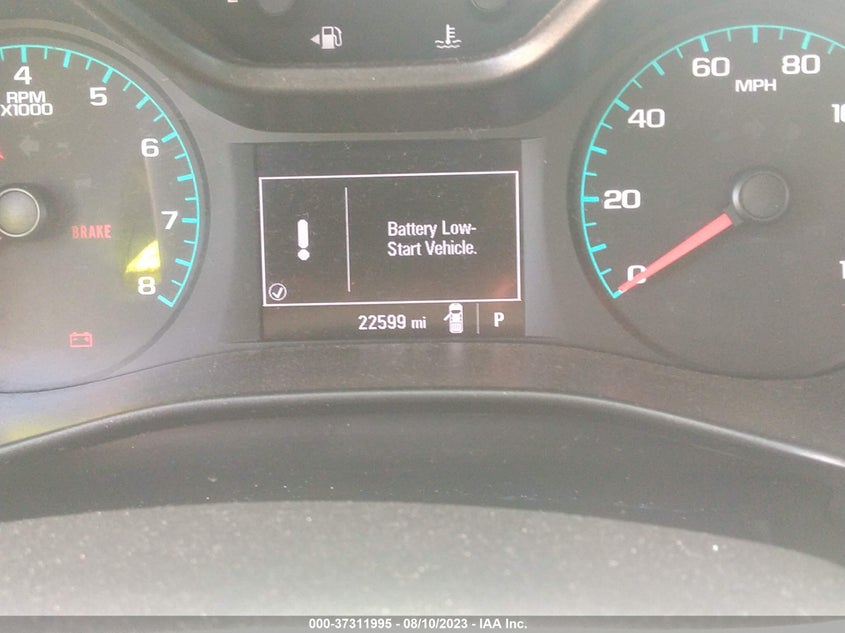 4
5
6
7
8
RPM
X1000
BRAKE
Battery Low-
Start Vehicle.
22599 mi
P
0
20
40
60
80
MPH
000-37311995 - 08/10/2023 - IAA Inc.